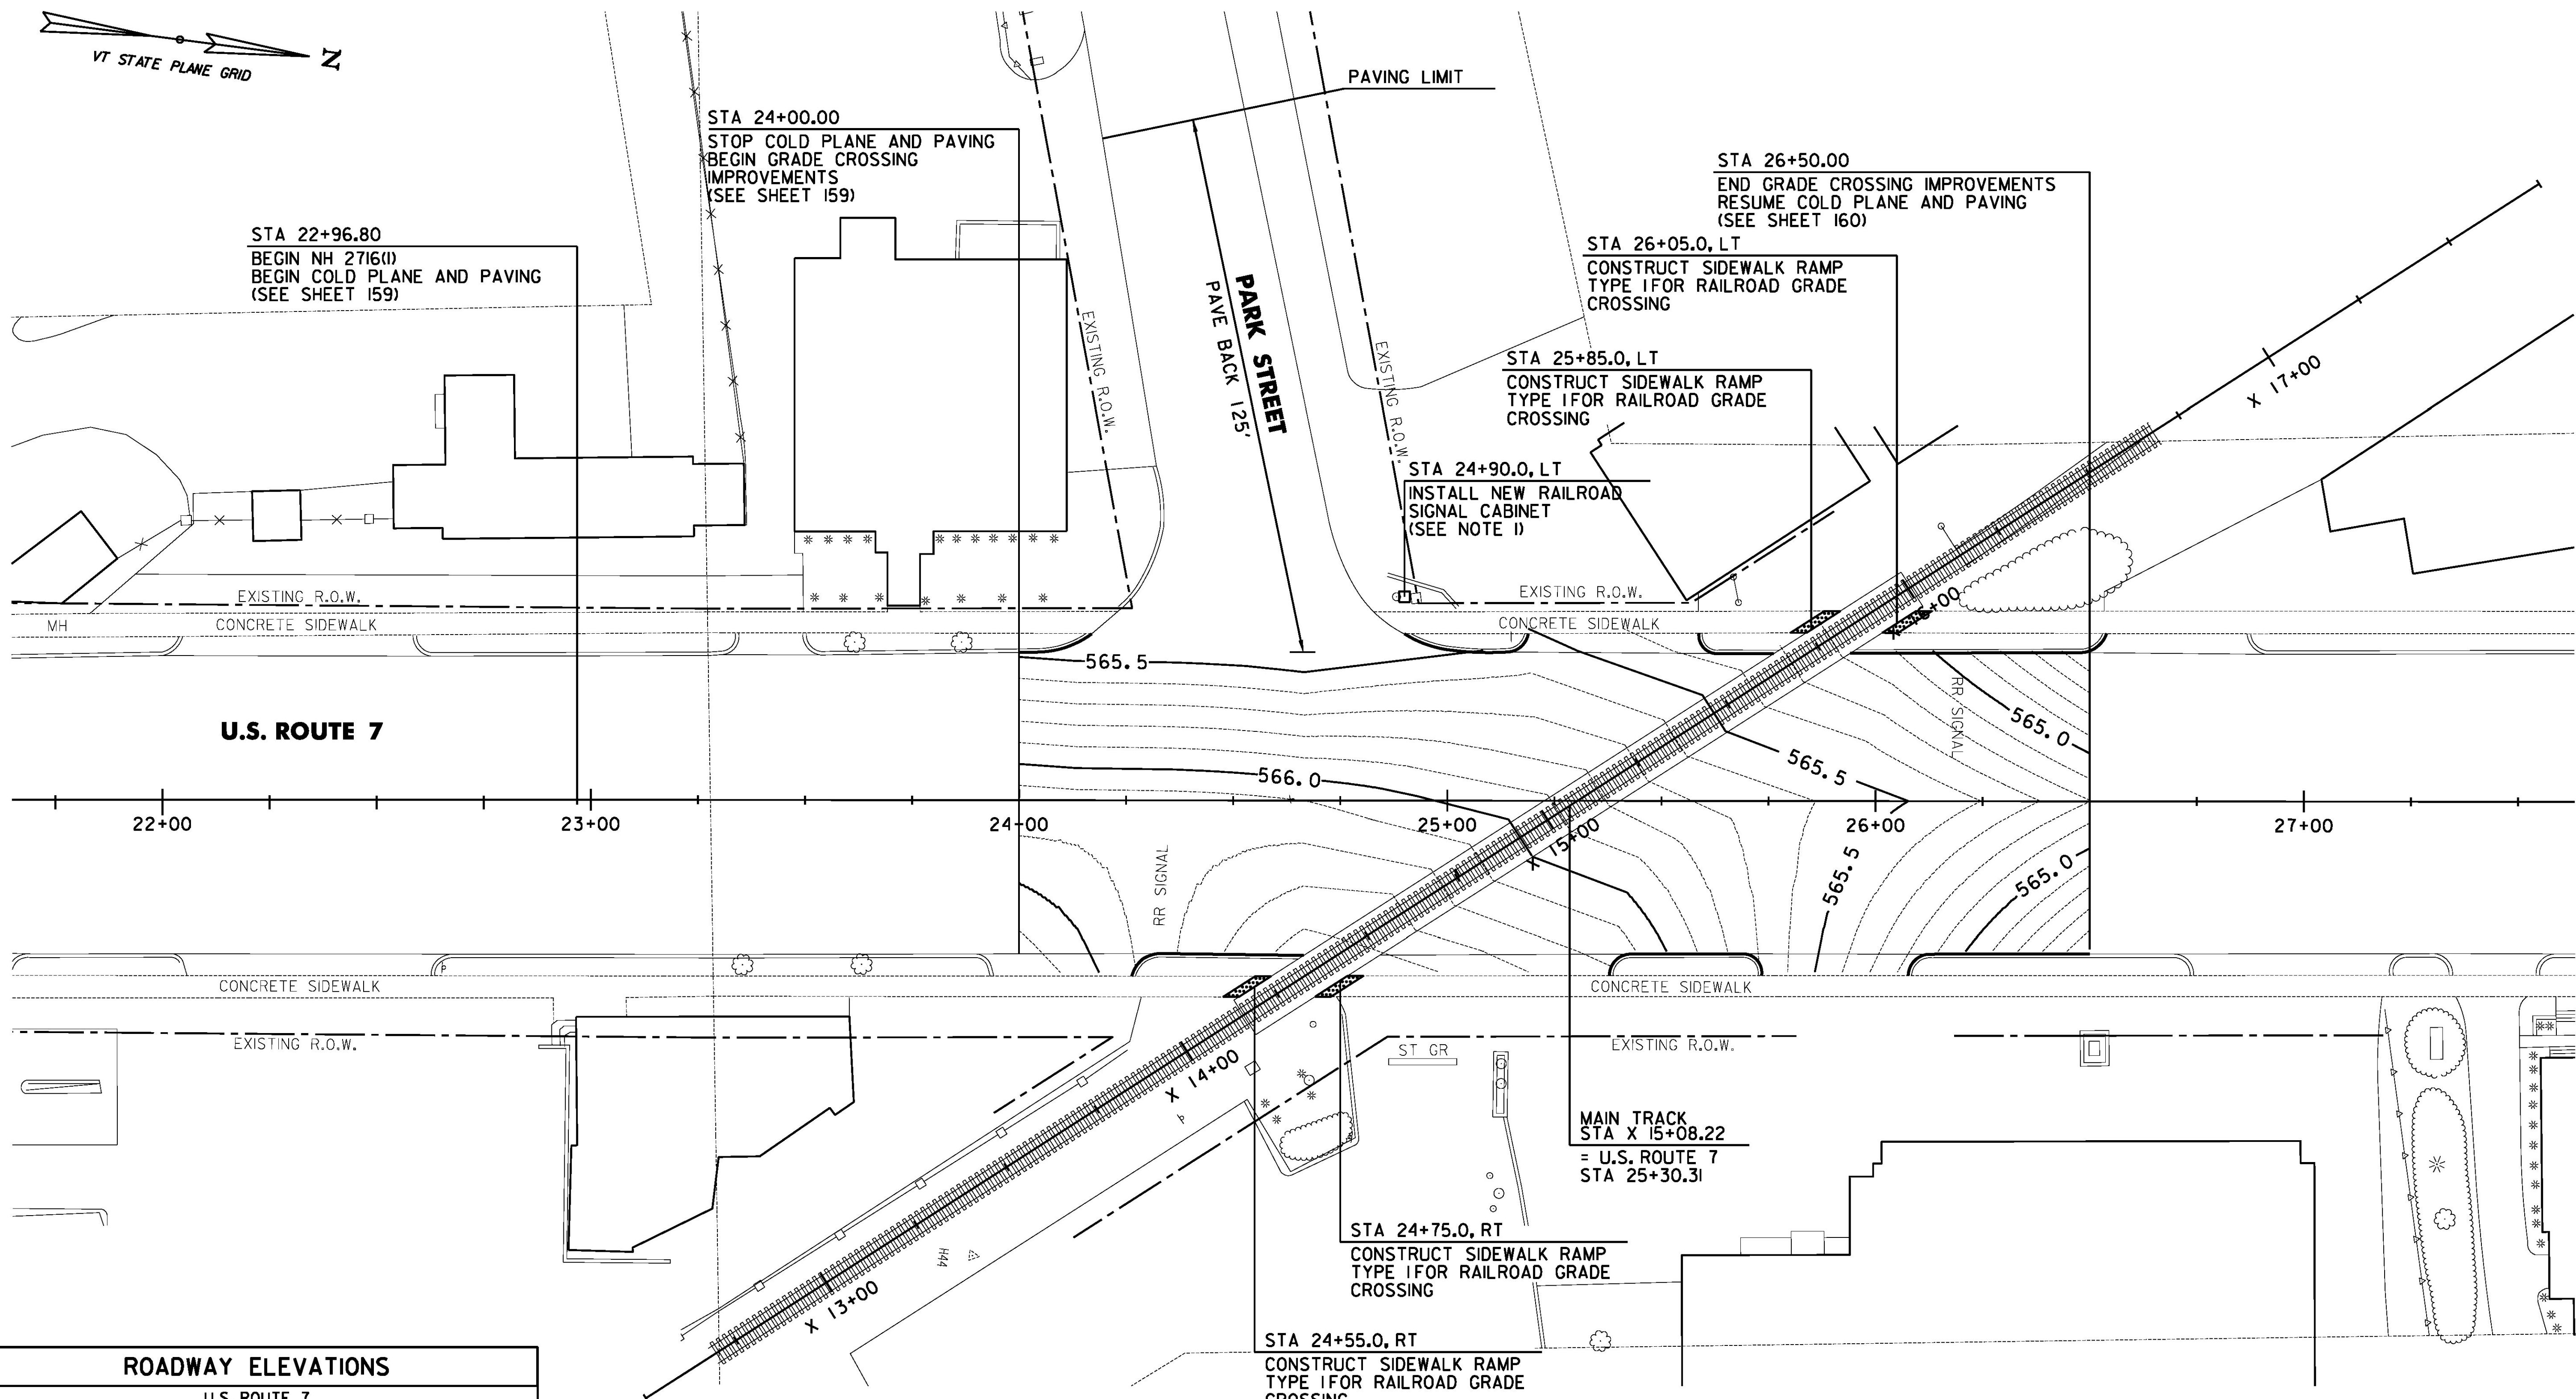 VT STATE PLANE GRID
N
PAVING LIMIT
STA 24+00.00
STOP COLD PLANE AND PAVING
BEGIN GRADE CROSSING
IMPROVEMENTS
(SEE SHEET 159)
STA 26+50.00
END GRADE CROSSING IMPROVEMENTS
RESUME COLD PLANE AND PAVING
(SEE SHEET 160)
STA 22+96.80
BEGIN NH 2716(1)
BEGIN COLD PLANE AND PAVING
(SEE SHEET 159)
STA 26+05.0, LT
CONSTRUCT SIDEWALK RAMP
TYPE 1 FOR RAILROAD GRADE
CROSSING
PARK STREET
PAVE BACK 125'
EXISTING R.O.W.
EXISTING R.O.W.
STA 25+85.0, LT
CONSTRUCT SIDEWALK RAMP
TYPE 1 FOR RAILROAD GRADE
CROSSING
X 17+00
STA 24+90.0, LT
INSTALL NEW RAILROAD
SIGNAL CABINET
(SEE NOTE 1)
EXISTING R.O.W.
EXISTING R.O.W.
MH
CONCRETE SIDEWALK
CONCRETE SIDEWALK
X 16+00
565.5
RR SIGNAL
565.0
U.S. ROUTE 7
566.0
565.5
22+00
23+00
24+00
25+00
26+00
27+00
X 15+00
RR SIGNAL
565.5
565.0
CONCRETE SIDEWALK
CONCRETE SIDEWALK
EXISTING R.O.W.
EXISTING R.O.W.
ST GR
X 14+00
MAIN TRACK
STA X 15+08.22
= U.S. ROUTE 7
STA 25+30.31
H44
STA 24+75.0, RT
CONSTRUCT SIDEWALK RAMP
TYPE 1 FOR RAILROAD GRADE
CROSSING
X 13+00
STA 24+55.0, RT
CONSTRUCT SIDEWALK RAMP
TYPE 1 FOR RAILROAD GRADE
CROSSING
ROADWAY ELEVATIONS
U.S. ROUTE 7